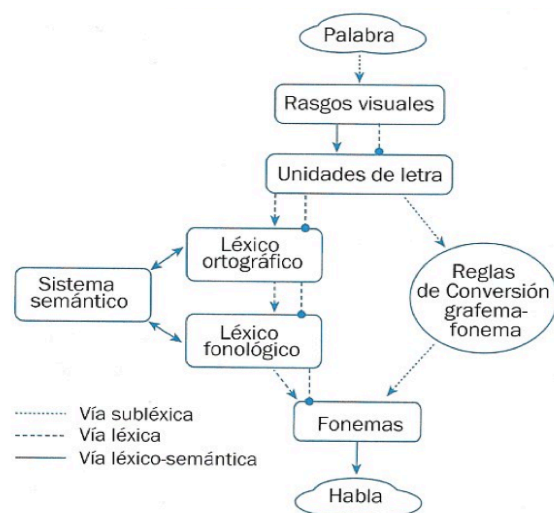 Palabra
Rasgos visuales
Unidades de letra
Léxico
ortográfico
Sistema
semántico
Reglas
de Conversión
grafema-
fonema
Léxico
fonológico
Vía subléxica
Vía léxica
Vía léxico-semántica
Fonemas
Habla